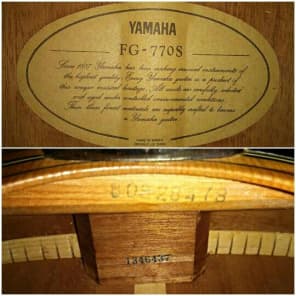 YAMAHA
FG-770S
Since 1887 Yamaha has been making musical instruments of
the highest quality. Every Yamaha guitar is a product of
this unique musical heritage. All woods are carefully selected
and aged under controlled environmental conditions.
Then these finest materials are expertly crafted to become
a Yamaha guitar.
1346437